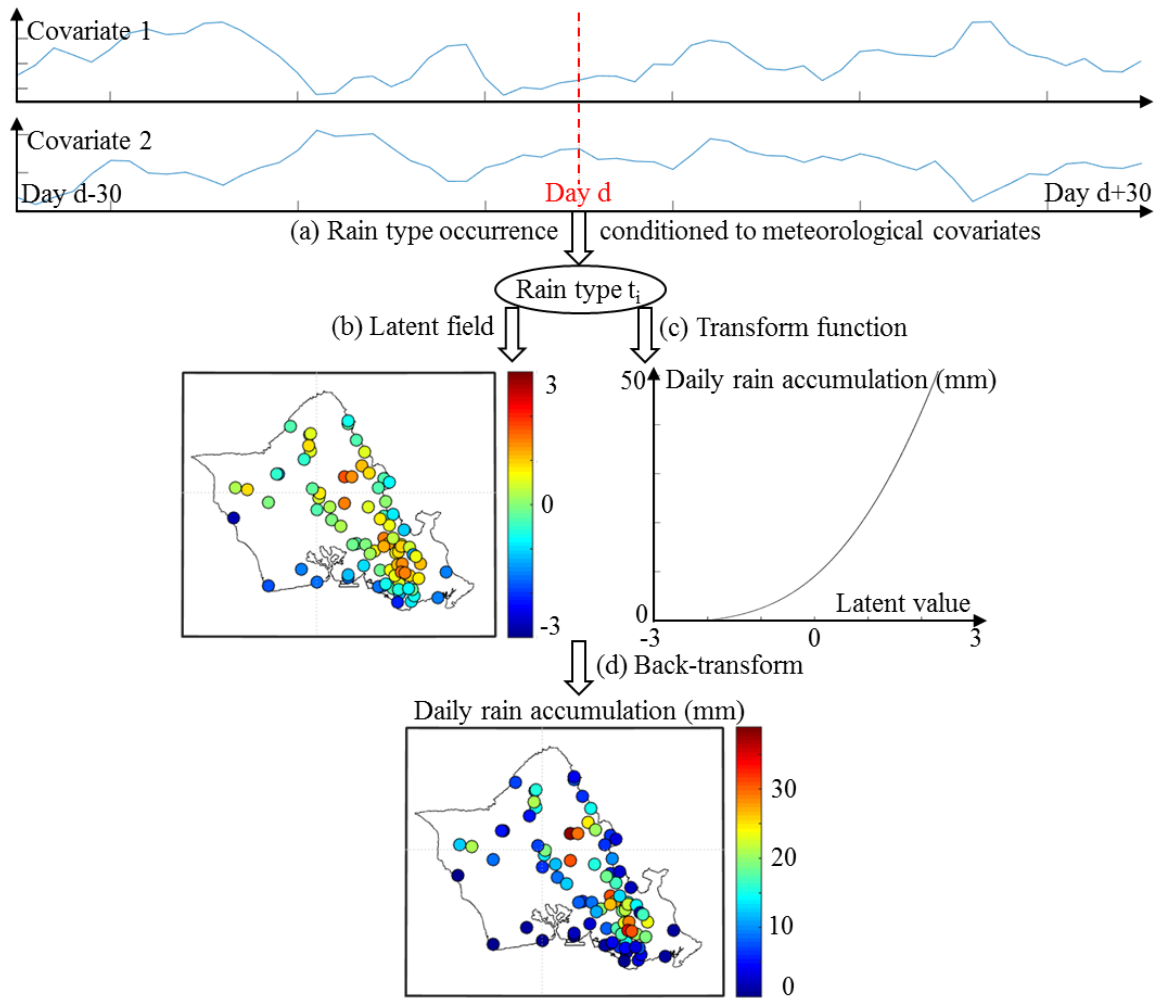 Covariate 1
Covariate 2
Day d-30
Day d
Day d+30
(a) Rain type occurrence conditioned to meteorological covariates
Rain type tᵢ
(b) Latent field
(c) Transform function
3
0
-3
50
Daily rain accumulation (mm)
0
Latent value
-3
0
3
(d) Back-transform
Daily rain accumulation (mm)
30
20
10
0